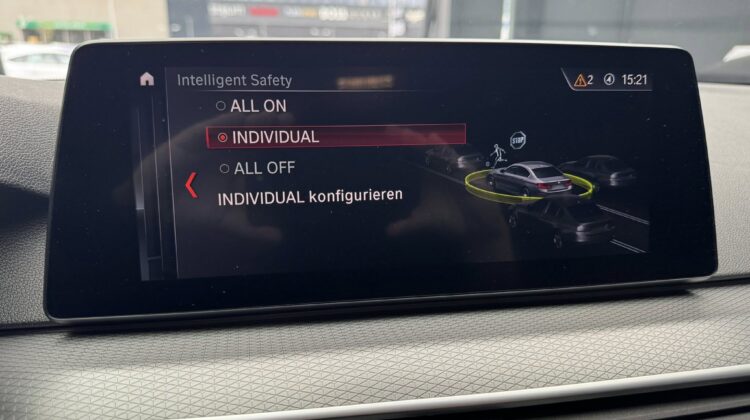 Intelligent Safety
2
15:21
ALL ON
INDIVIDUAL
STOP
ALL OFF
INDIVIDUAL konfigurieren